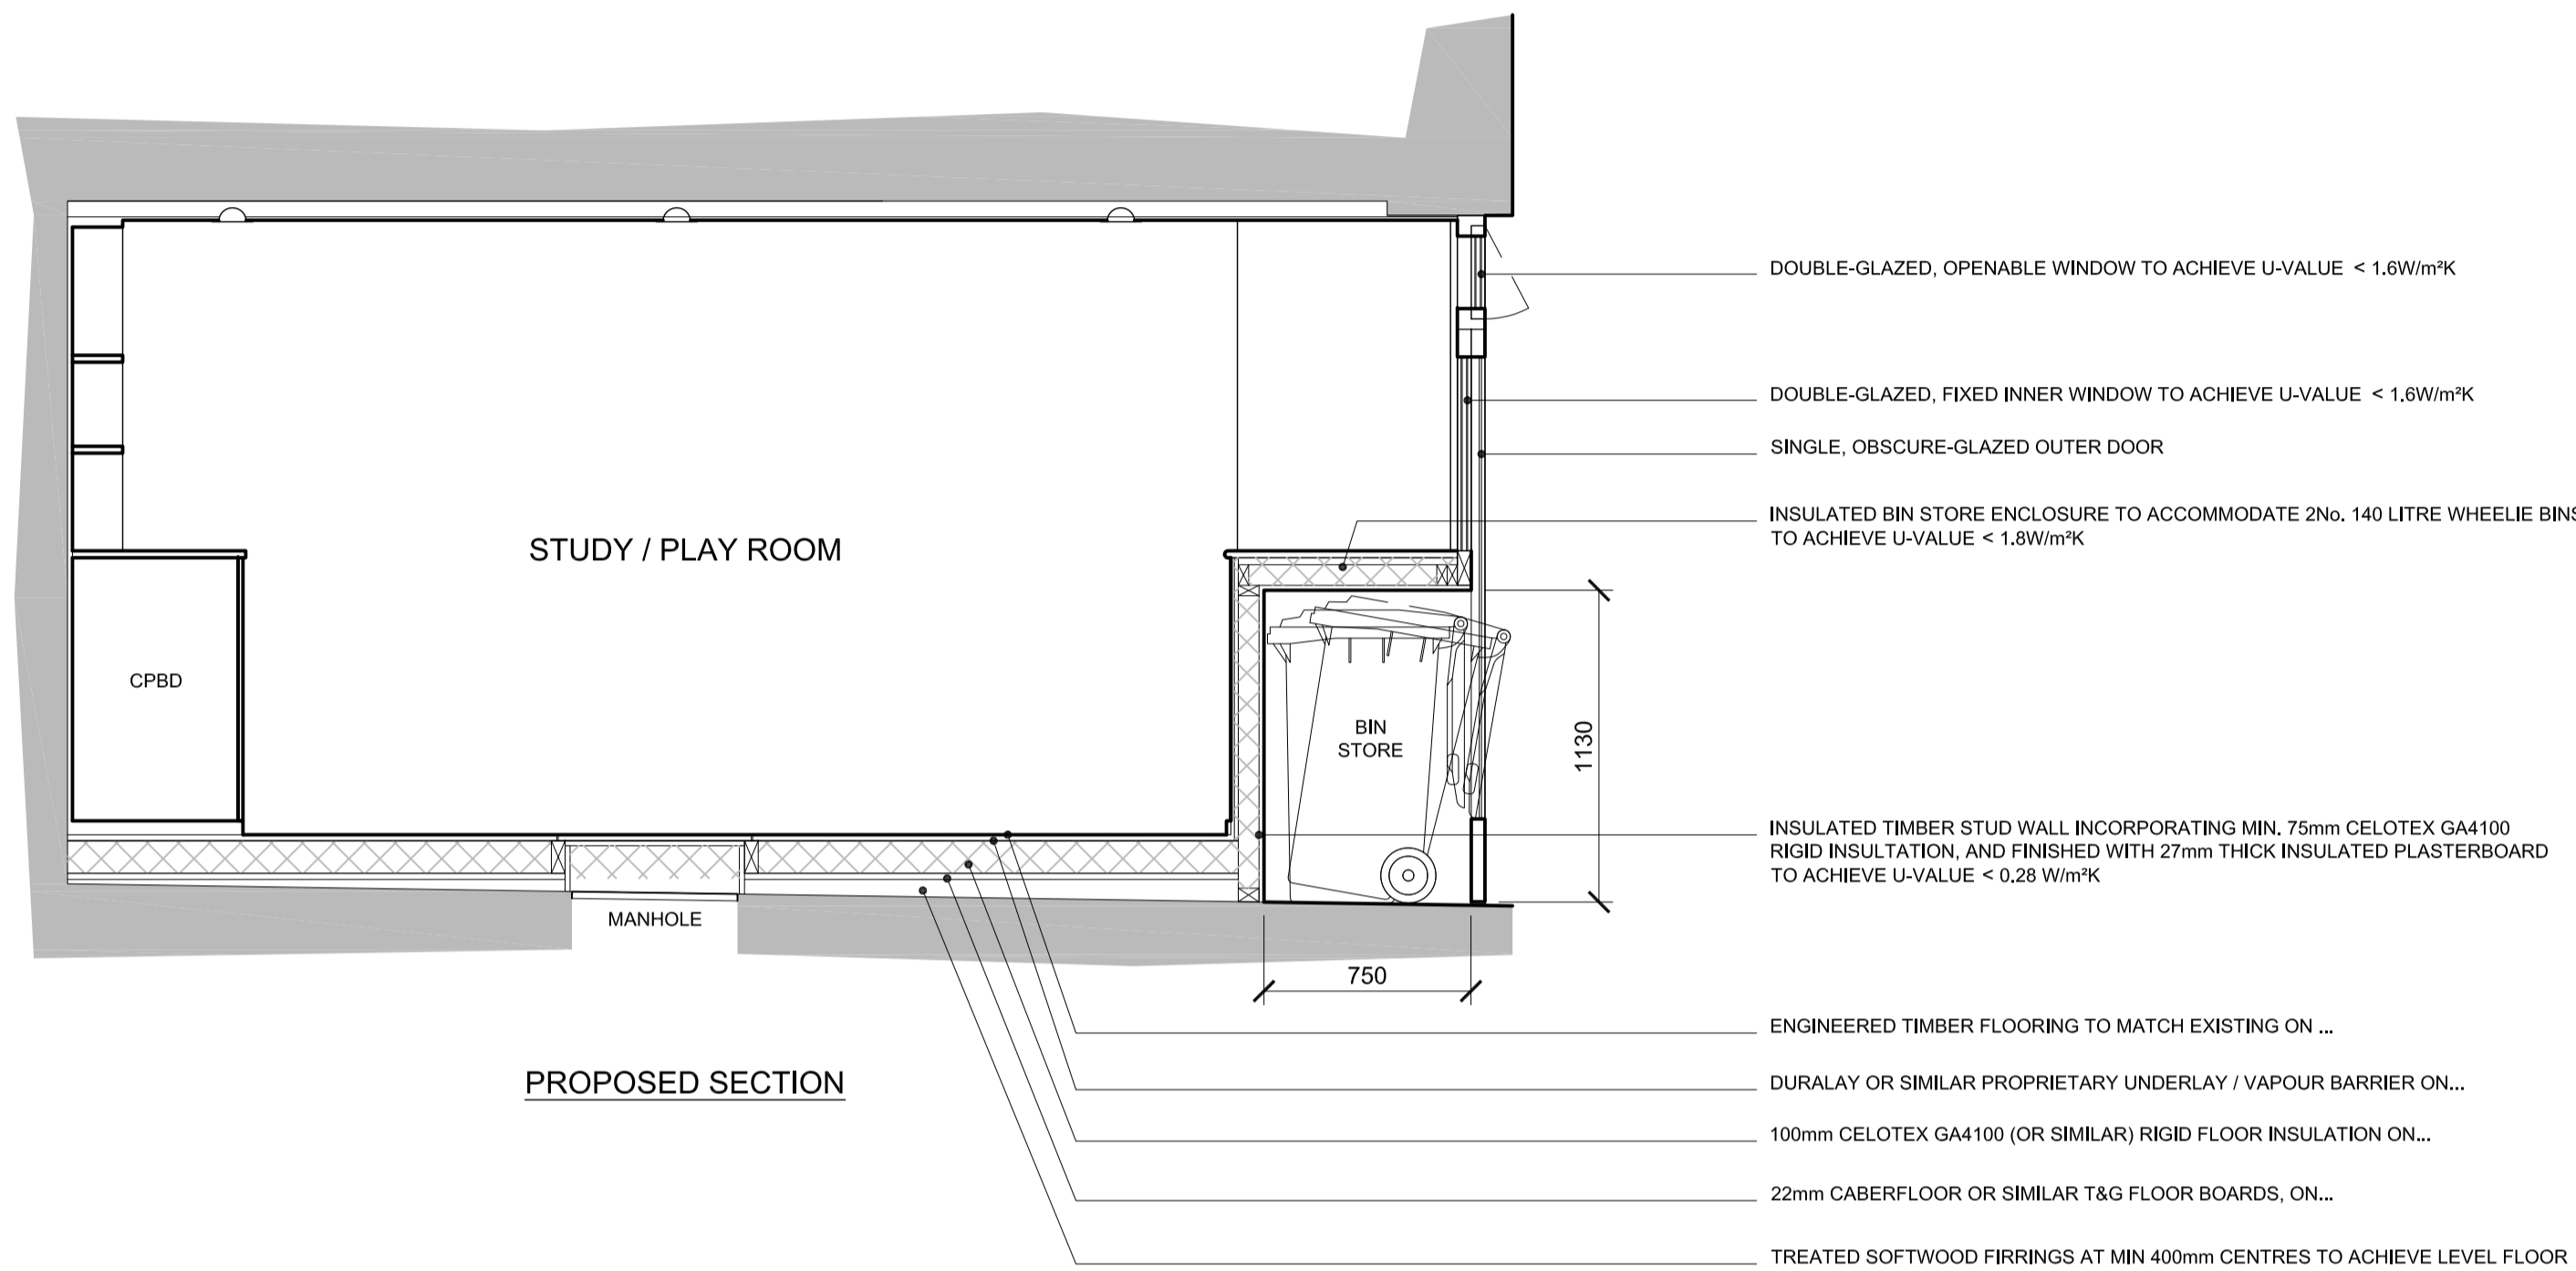 DOUBLE-GLAZED, OPENABLE WINDOW TO ACHIEVE U-VALUE < 1.6W/m²K
DOUBLE-GLAZED, FIXED INNER WINDOW TO ACHIEVE U-VALUE < 1.6W/m²K
SINGLE, OBSCURE-GLAZED OUTER DOOR
INSULATED BIN STORE ENCLOSURE TO ACCOMMODATE 2No. 140 LITRE WHEELIE BINS
TO ACHIEVE U-VALUE < 1.8W/m²K
STUDY / PLAY ROOM
CPBD
BIN
STORE
1130
INSULATED TIMBER STUD WALL INCORPORATING MIN. 75mm CELOTEX GA4100
RIGID INSULTATION, AND FINISHED WITH 27mm THICK INSULATED PLASTERBOARD
TO ACHIEVE U-VALUE < 0.28 W/m²K
MANHOLE
750
ENGINEERED TIMBER FLOORING TO MATCH EXISTING ON ...
PROPOSED SECTION
DURALAY OR SIMILAR PROPRIETARY UNDERLAY / VAPOUR BARRIER ON...
100mm CELOTEX GA4100 (OR SIMILAR) RIGID FLOOR INSULATION ON...
22mm CABERFLOOR OR SIMILAR T&G FLOOR BOARDS, ON...
TREATED SOFTWOOD FIRRINGS AT MIN 400mm CENTRES TO ACHIEVE LEVEL FLOOR